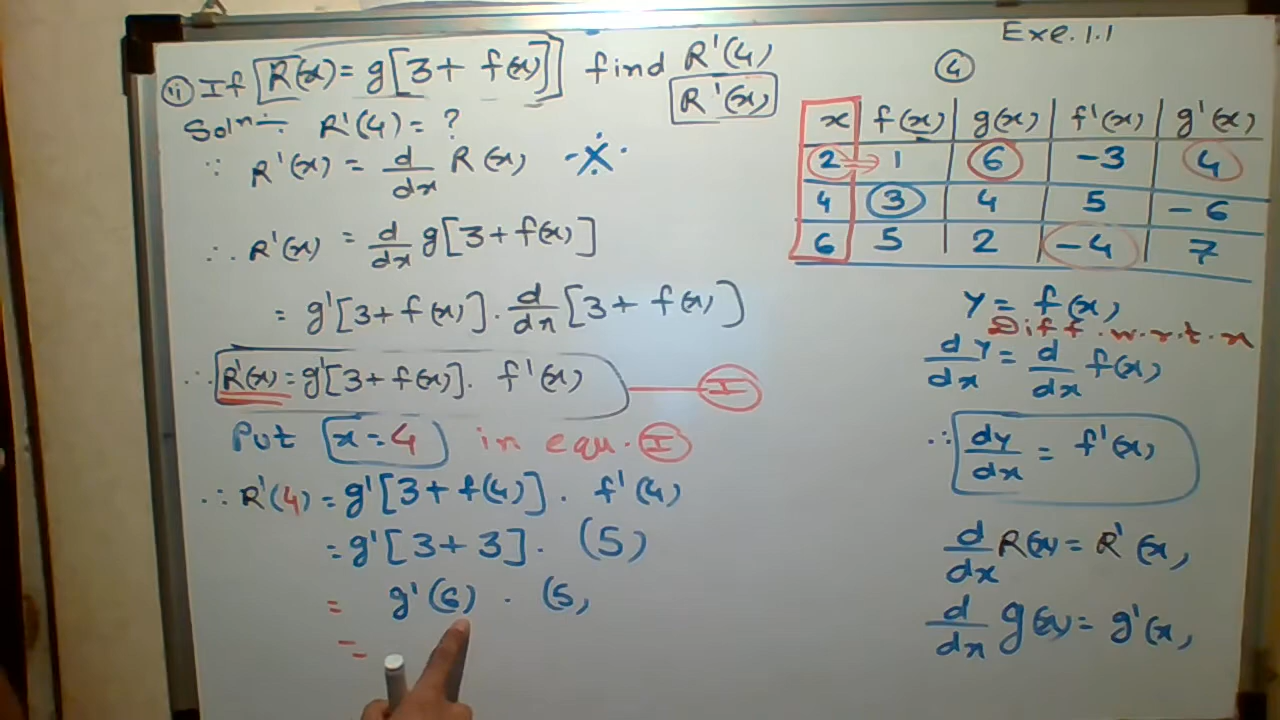 Exe.1.1
(ii) If R(x) = g[3 + f(x)] find R'(4)
R'(x)
Soln:- R'(4) = ?
∵ R'(x) = d/dx R(x) -X-
∴ R'(x) = d/dx g[3 + f(x)]
= g'[3 + f(x)] . d/dx [3 + f(x)]
∴ R'(x) = g'[3 + f(x)] . f'(x) — I
Put x = 4 in equ. I
∴ R'(4) = g'[3 + f(4)] . f'(4)
= g'[3 + 3] . (5)
= g'(6) . (5)
=
4
x f(x) g(x) f'(x) g'(x)
2 ⇒ 1 6 -3 4
4 3 4 5 -6
6 5 2 -4 7
y = f(x)
Diff. w.r.t. x
dy/dx = d/dx f(x)
∴ dy/dx = f'(x)
d/dx R(x) = R'(x)
d/dx g(x) = g'(x)